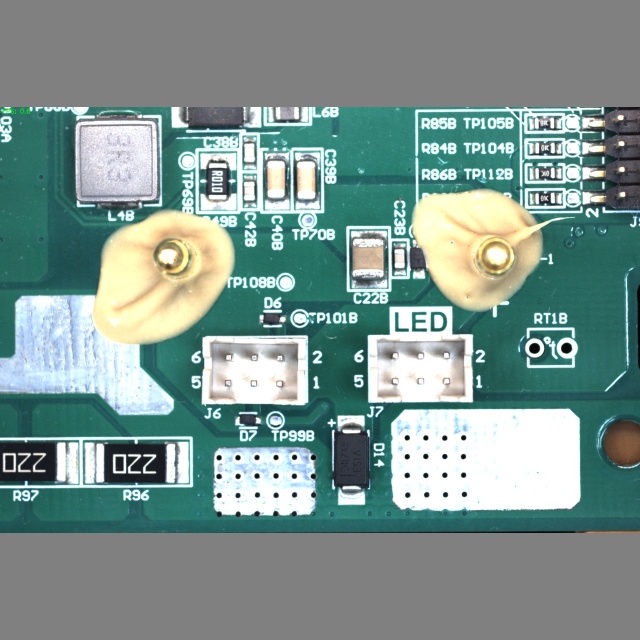 L6B
R85B TP105B
R84B TP104B
R86B TP112B
C38B
C39B
3R3
R010
TP69B
L4B
C42B
C40B
TP70B
C23B
2
-1
TP108B
C22B
D6
TP101B
LED
RT1B
6 2
5 1
J6
6 2
5 1
J7
D7
TP99B
+
D14
220
220
R97
R96